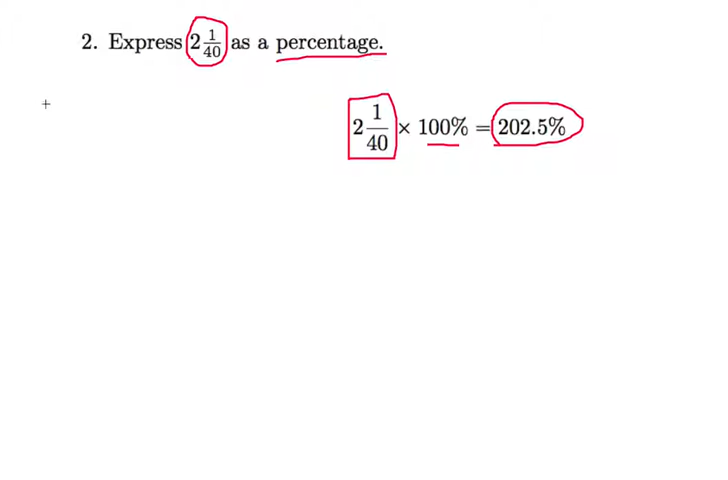 2. Express 2 1/40 as a percentage.
2 1/40 × 100% = 202.5%